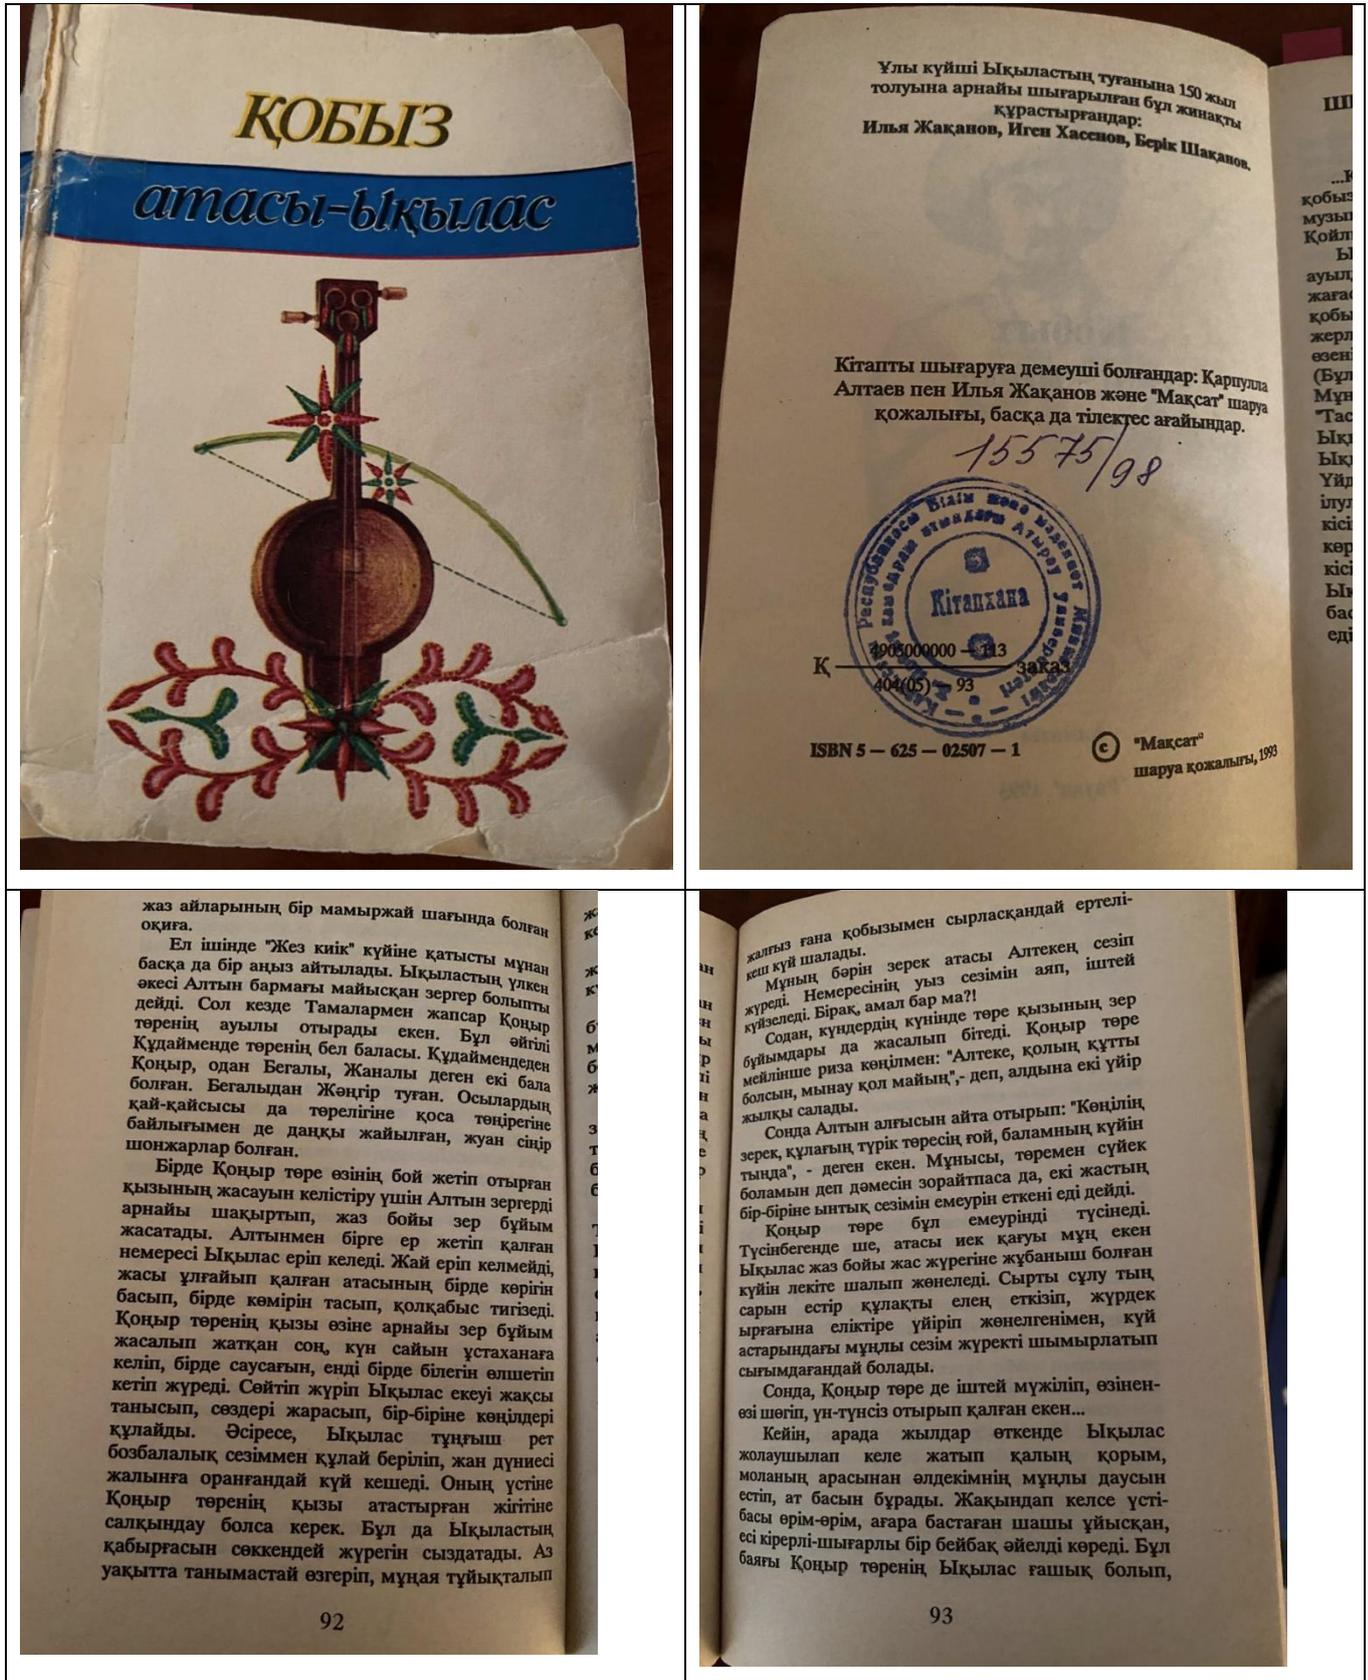 ҚОБЫЗ
атасы-ықылас
Ұлы күйші Ықыластың туғанына 150 жыл
толуына арнайы шығарылған бұл жинақты
құрастырғандар:
Илья Жақанов, Иген Хасенов, Берік Шақанов.
Кітапты шығаруға демеуші болғандар: Қарпулла
Алтаев пен Илья Жақанов және "Мақсат" шаруа
қожалығы, басқа да тілектес ағайындар.
15575/98
Республикасы Білім және мәдениет
атындағы Атырау Университеті
Кітапхана
Қ 4905000000 — 113 заказ
404(05) — 93
ISBN 5 — 625 — 02507 — 1
© "Мақсат"
шаруа қожалығы, 1993
жаз айларының бір мамыржай шағында болған
оқиға.
Ел ішінде "Жез киік" күйіне қатысты мұнан
басқа да бір аңыз айтылады. Ықыластың үлкен
әкесі Алтын бармағы майысқан зергер болыпты
дейді. Сол кезде Тамалармен жапсар Қоңыр
төренің ауылы отырады екен. Бұл әйгілі
Құдайменде төренің бел баласы. Құдаймендеден
Қоңыр, одан Бегалы, Жаналы деген екі бала
болған. Бегалыдан Жәңгір туған. Осылардың
қай-қайсысы да төрелігіне қоса төңірегіне
байлығымен де даңқы жайылған, жуан сіңір
шонжарлар болған.
Бірде Қоңыр төре өзінің бой жетіп отырған
қызының жасауын келістіру үшін Алтын зергерді
арнайы шақыртып, жаз бойы зер бұйым
жасатады. Алтынмен бірге ер жетіп қалған
немересі Ықылас еріп келеді. Жай еріп келмейді,
жасы ұлғайып қалған атасының бірде көрігін
басып, бірде көмірін тасып, қолқабыс тигізеді.
Қоңыр төренің қызы өзіне арнайы зер бұйым
жасалып жатқан соң, күн сайын ұстаханаға
келіп, бірде саусағын, енді бірде білегін өлшетіп
кетіп жүреді. Сөйтіп жүріп Ықылас екеуі жақсы
танысып, сөздері жарасып, бір-біріне көңілдері
құлайды. Әсіресе, Ықылас тұңғыш рет
бозбалалық сезіммен құлай беріліп, жан дүниесі
жалынға оранғандай күй кешеді. Оның үстіне
Қоңыр төренің қызы атастырған жігітіне
салқындау болса керек. Бұл да Ықыластың
қабырғасын сөккендей жүрегін сыздатады. Аз
уақытта танымастай өзгеріп, мұңая тұйықталып
92
жалғыз ғана қобызымен сырласқандай ертелі-
кеш күй шалады.
Мұның бәрін зерек атасы Алтекең сезіп
жүреді. Немересінің уыз сезімін аяп, іштей
күйзеледі. Бірақ, амал бар ма?!
Содан, күндердің күнінде төре қызының зер
бұйымдары да жасалып бітеді. Қоңыр төре
мейлінше риза көңілмен: "Алтеке, қолың құтты
болсын, мынау қол майың",- деп, алдына екі үйір
жылқы салады.
Сонда Алтын алғысын айта отырып: "Көңілің
зерек, құлағың түрік төресің ғой, баламның күйін
тыңда", - деген екен. Мұнысы, төремен сүйек
боламын деп дәмесін зорайтпаса да, екі жастың
бір-біріне ынтық сезімін емеурін еткені еді дейді.
Қоңыр төре бұл емеурінді түсінеді.
Түсінбегенде ше, атасы иек қағуы мұң екен
Ықылас жаз бойы жас жүрегіне жұбаныш болған
күйін лекіте шалып жөнеледі. Сырты сұлу тың
сарын естір құлақты елең еткізіп, жүрдек
ырғағына еліктіре үйіріп жөнелгенімен, күй
астарындағы мұңлы сезім жүректі шымырлатып
сығымдағандай болады.
Сонда, Қоңыр төре де іштей мүжіліп, өзінен-
өзі шөгіп, үн-түнсіз отырып қалған екен...
Кейін, арада жылдар өткенде Ықылас
жолаушылап келе жатып қалың қорым,
моланың арасынан әлдекімнің мұңлы даусын
естіп, ат басын бұрады. Жақындап келсе үсті-
басы өрім-өрім, ағара бастаған шашы ұйысқан,
есі кірерлі-шығарлы бір бейбақ әйелді көреді. Бұл
баяғы Қоңыр төренің Ықылас ғашық болып,
93